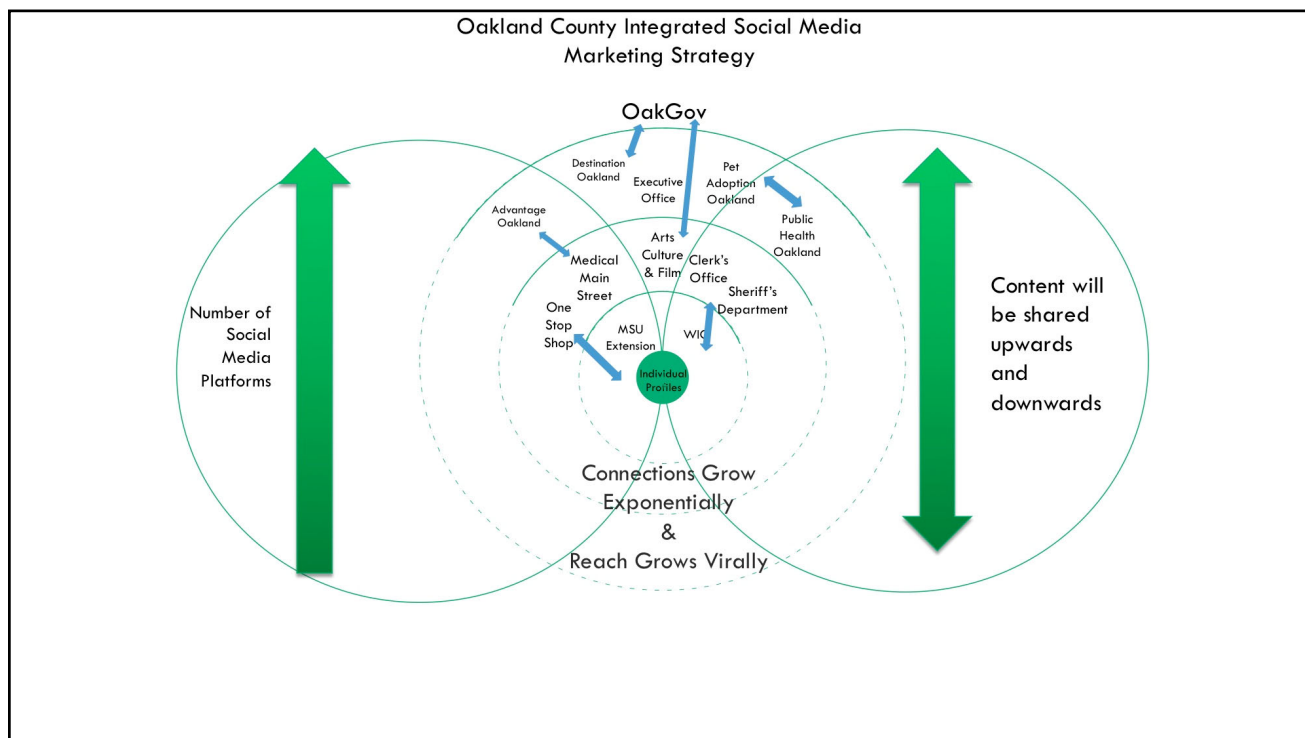 Oakland County Integrated Social Media
Marketing Strategy
OakGov
Destination
Oakland
Executive
Office
Pet
Adoption
Oakland
Advantage
Oakland
Public
Health
Oakland
Arts
Culture
& Film
Clerk's
Office
Medical
Main
Street
Sheriff's
Department
One
Stop
Shop
MSU
Extension
WIC
Individual
Profiles
Number of
Social
Media
Platforms
Content will
be shared
upwards
and
downwards
Connections Grow
Exponentially
&
Reach Grows Virally